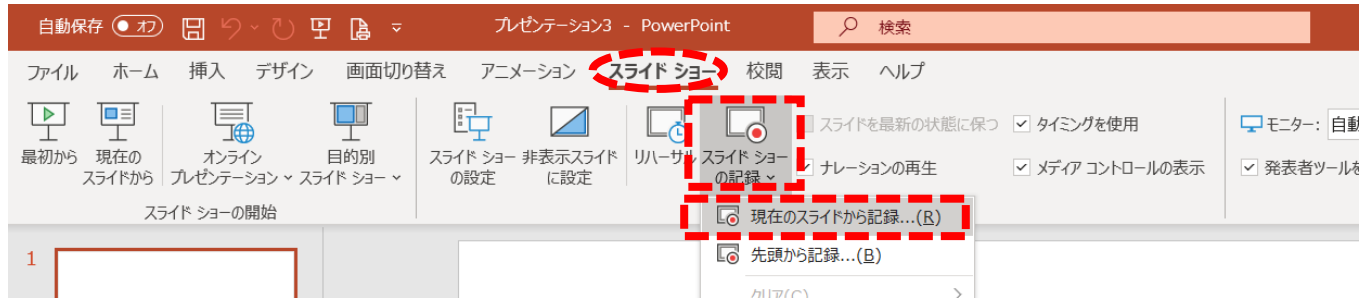 自動保存 オフ プレゼンテーション3 - PowerPoint 検索
ファイル ホーム 挿入 デザイン 画面切り替え アニメーション スライド ショー 校閲 表示 ヘルプ
最初から
現在の
スライドから
オンライン
プレゼンテーション
目的別
スライド ショー
スライド ショー
の設定
非表示スライド
に設定
リハーサル
スライド ショー
の記録
スライドを最新の状態に保つ
ナレーションの再生
タイミングを使用
メディア コントロールの表示
モニター: 自動
発表者ツールを
スライド ショーの開始
現在のスライドから記録...(R)
先頭から記録...(B)
クリア(C)
1